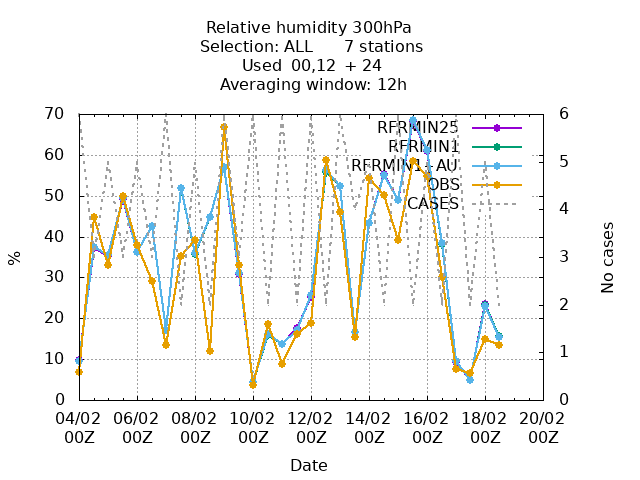 Relative humidity 300hPa
Selection: ALL 7 stations
Used 00,12 + 24
Averaging window: 12h
RFRMIN25
RFRMIN1
RFRMIN1+AU
OBS
CASES
%
70
60
50
40
30
20
10
0
No cases
6
5
4
3
2
1
0
04/02 06/02 08/02 10/02 12/02 14/02 16/02 18/02 20/02
00Z 00Z 00Z 00Z 00Z 00Z 00Z 00Z 00Z
Date